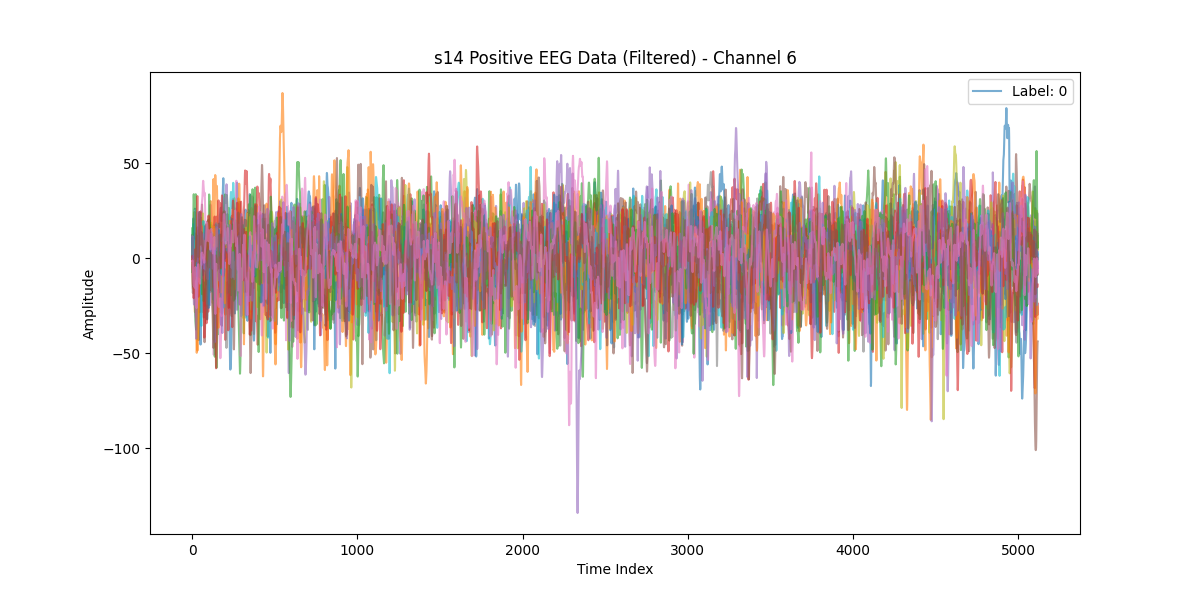 s14 Positive EEG Data (Filtered) - Channel 6
Label: 0
50
0
−50
−100
Amplitude
0
1000
2000
3000
4000
5000
Time Index